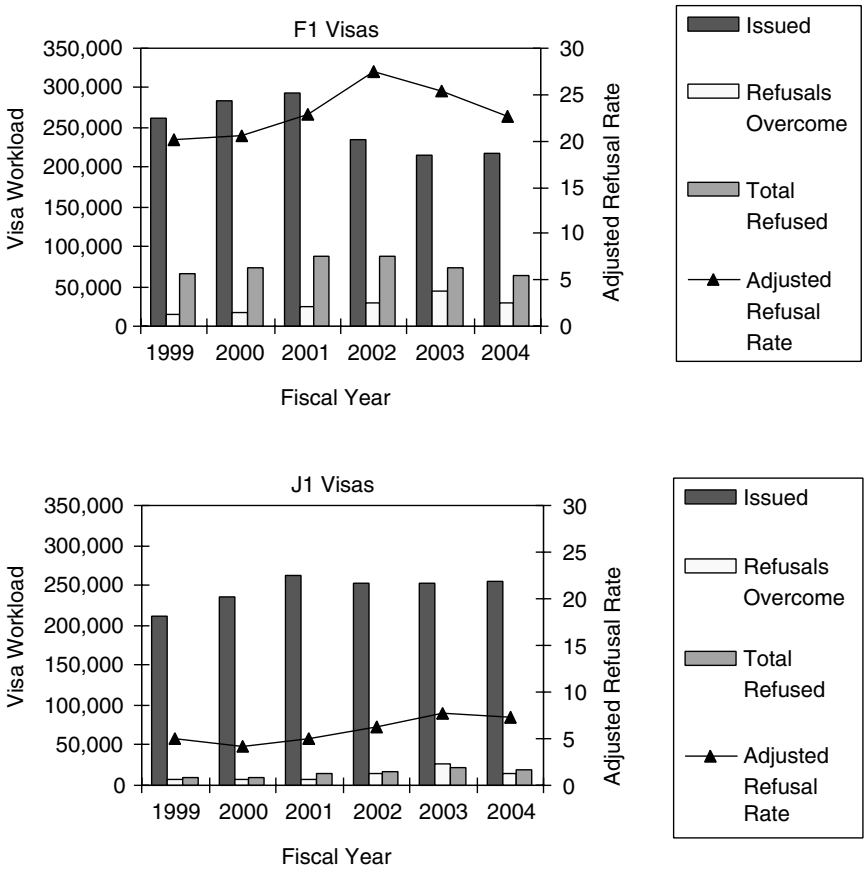 F1 Visas
350,000
300,000
250,000
200,000
150,000
100,000
50,000
0
Visa Workload
30
25
20
15
10
5
0
Adjusted Refusal Rate
1999 2000 2001 2002 2003 2004
Fiscal Year
Issued
Refusals
Overcome
Total
Refused
Adjusted
Refusal
Rate
J1 Visas
350,000
300,000
250,000
200,000
150,000
100,000
50,000
0
Visa Workload
30
25
20
15
10
5
0
Adjusted Refusal Rate
1999 2000 2001 2002 2003 2004
Fiscal Year
Issued
Refusals
Overcome
Total
Refused
Adjusted
Refusal
Rate